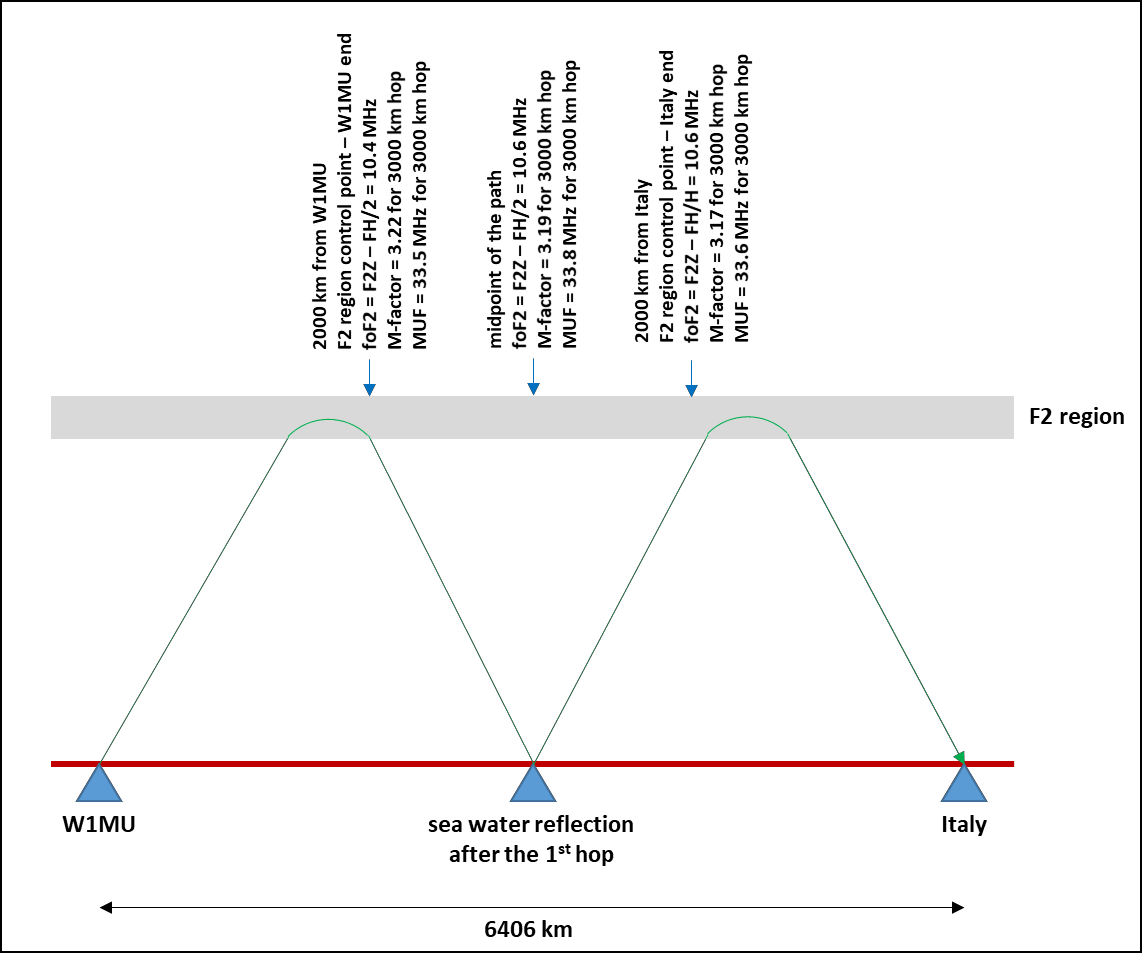 2000 km from W1MU
F2 region control point – W1MU end
foF2 = F2Z – FH/2 = 10.4 MHz
M-factor = 3.22 for 3000 km hop
MUF = 33.5 MHz for 3000 km hop
midpoint of the path
foF2 = F2Z – FH/2 = 10.6 MHz
M-factor = 3.19 for 3000 km hop
MUF = 33.8 MHz for 3000 km hop
2000 km from Italy
F2 region control point – Italy end
foF2 = F2Z – FH/H = 10.6 MHz
M-factor = 3.17 for 3000 km hop
MUF = 33.6 MHz for 3000 km hop
F2 region
W1MU
sea water reflection
after the 1st hop
Italy
6406 km